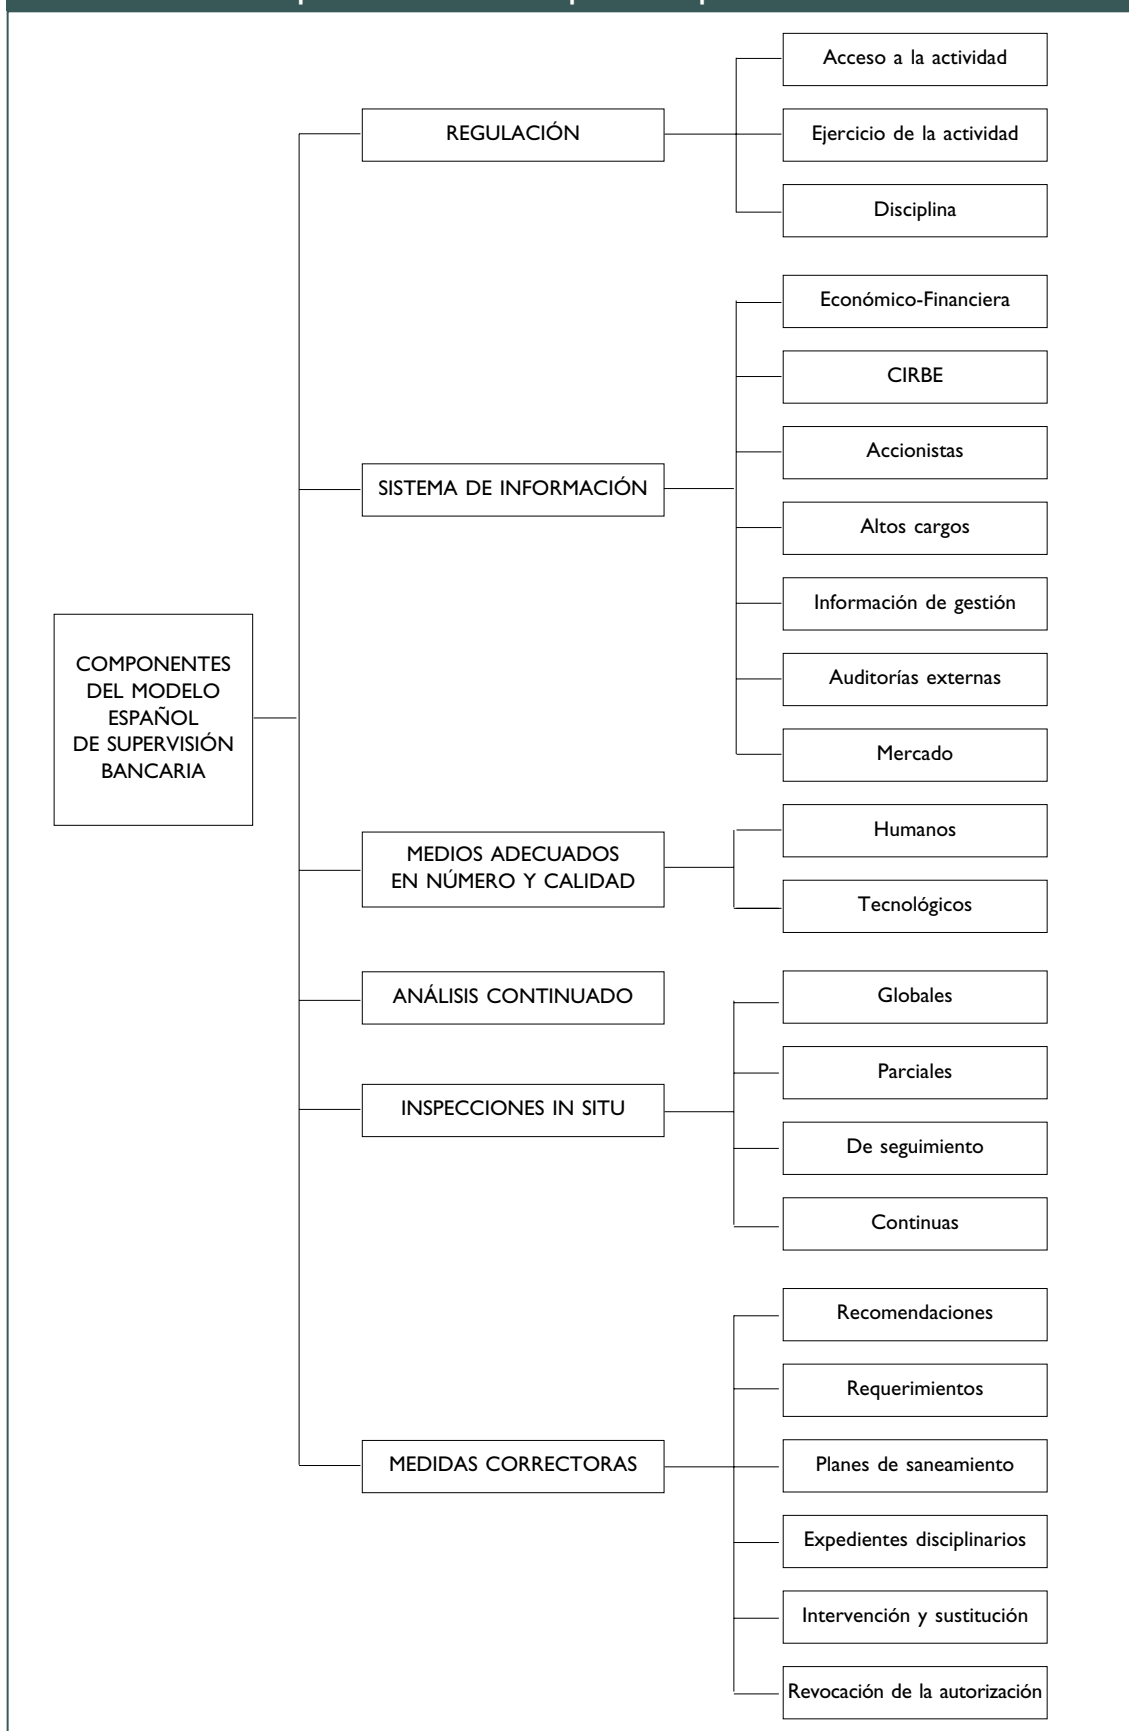 COMPONENTES
DEL MODELO
ESPAÑOL
DE SUPERVISIÓN
BANCARIA
REGULACIÓN
Acceso a la actividad
Ejercicio de la actividad
Disciplina
SISTEMA DE INFORMACIÓN
Económico-Financiera
CIRBE
Accionistas
Altos cargos
Información de gestión
Auditorías externas
Mercado
MEDIOS ADECUADOS
EN NÚMERO Y CALIDAD
Humanos
Tecnológicos
ANÁLISIS CONTINUADO
INSPECCIONES IN SITU
Globales
Parciales
De seguimiento
Continuas
MEDIDAS CORRECTORAS
Recomendaciones
Requerimientos
Planes de saneamiento
Expedientes disciplinarios
Intervención y sustitución
Revocación de la autorización